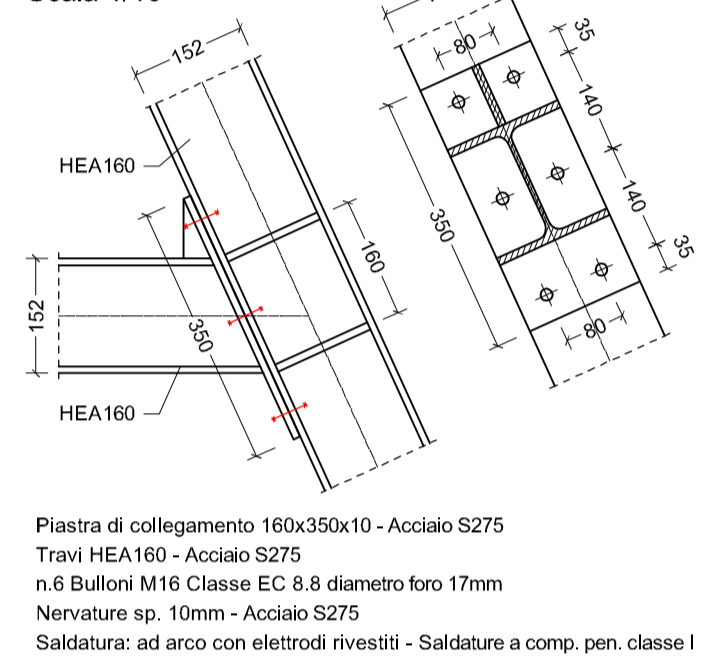 152
80
35
140
HEA160
350
140
160
35
152
350
80
HEA160
Piastra di collegamento 160x350x10 - Acciaio S275
Travi HEA160 - Acciaio S275
n.6 Bulloni M16 Classe EC 8.8 diametro foro 17mm
Nervature sp. 10mm - Acciaio S275
Saldatura: ad arco con elettrodi rivestiti - Saldature a comp. pen. classe I